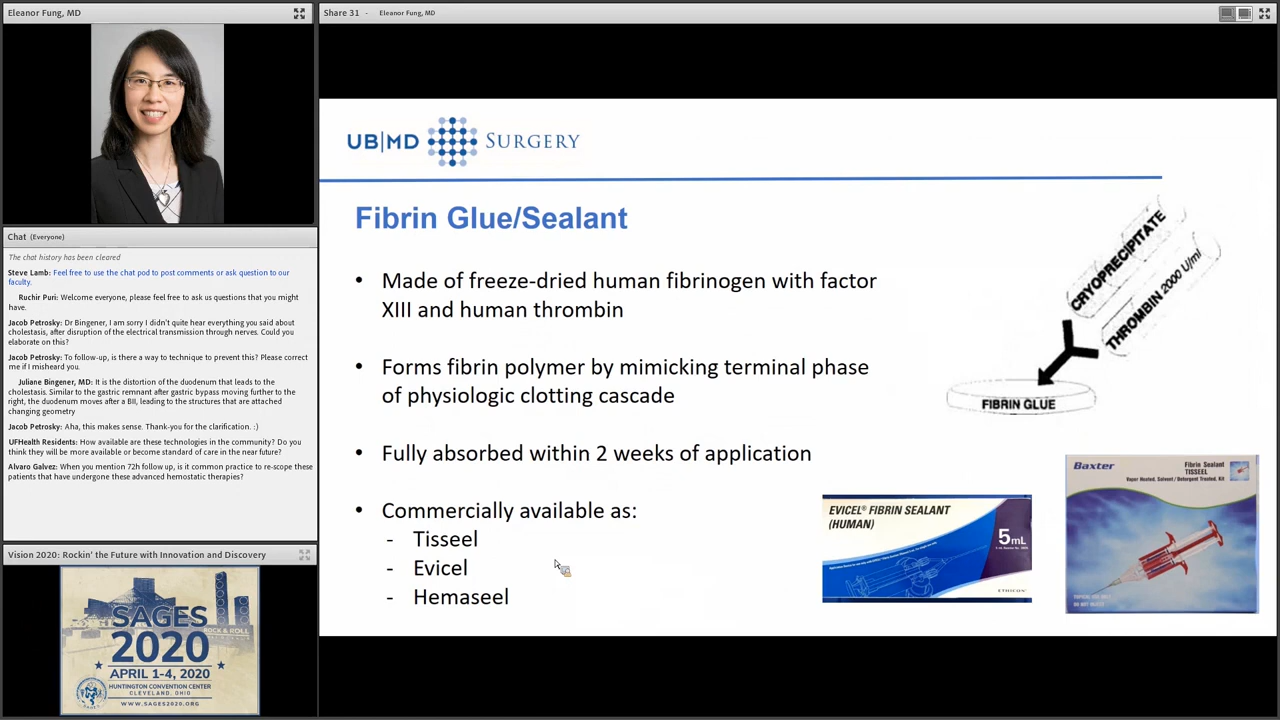 Eleanor Fung, MD
Share 31 - Eleanor Fung, MD
Chat (Everyone)
The chat history has been cleared
Steve Lamb: Feel free to use the chat pod to post comments or ask question to our
faculty.
Ruchir Puri: Welcome everyone, please feel free to ask us questions that you might
have.
Jacob Petrosky: Dr Bingener, I am sorry I didn't quite hear everything you said about
cholestasis, after disruption of the electrical transmission through nerves. Could you
elaborate on this?
Jacob Petrosky: To follow-up, is there a way to technique to prevent this? Please correct
me if I misheard you.
Juliane Bingener, MD: It is the distortion of the duodenum that leads to the
cholestasis. Similar to the gastric remnant after gastric bypass moving further to the
right, the duodenum moves after a BII, leading to the structures that are attached
changing geometry
Jacob Petrosky: Aha, this makes sense. Thank-you for the clarification. :)
UFHealth Residents: How available are these technologies in the community? Do you
think they will be more available or become standard of care in the near future?
Alvaro Galvez: When you mention 72h follow up, is it common practice to re-scope these
patients that have undergone these advanced hemostatic therapies?
Vision 2020: Rockin' the Future with Innovation and Discovery
SAGES
ROCK & ROLL
2020
APRIL 1-4, 2020
HUNTINGTON CONVENTION CENTER
CLEVELAND, OHIO
WWW.SAGES2020.ORG
UB|MD SURGERY
Fibrin Glue/Sealant
• Made of freeze-dried human fibrinogen with factor
XIII and human thrombin
• Forms fibrin polymer by mimicking terminal phase
of physiologic clotting cascade
• Fully absorbed within 2 weeks of application
• Commercially available as:
- Tisseel
- Evicel
- Hemaseel
CRYOPRECIPITATE
THROMBIN 2000 U/ml
FIBRIN GLUE
EVICEL® FIBRIN SEALANT
(HUMAN)
5mL
ETHICON
Baxter
Fibrin Sealant
TISSEEL
Vapor Heated, Solvent / Detergent Treated, Kit